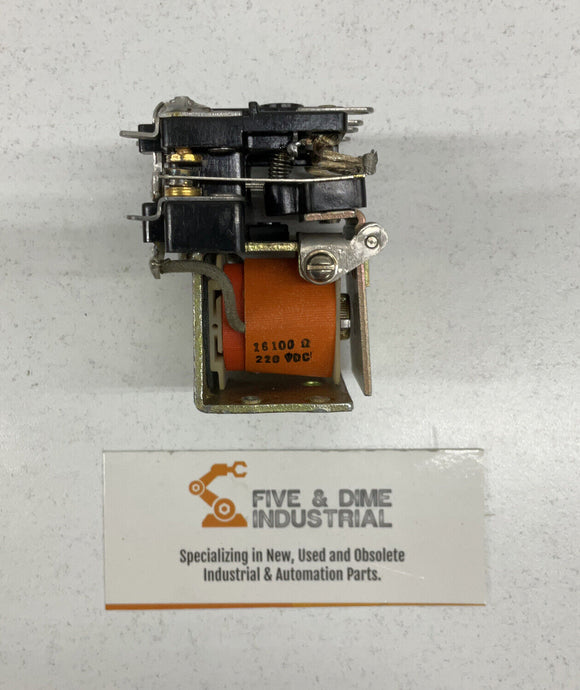 16100 Ω
220 VDC
FIVE & DIME
INDUSTRIAL
Specializing in New, Used and Obsolete
Industrial & Automation Parts.